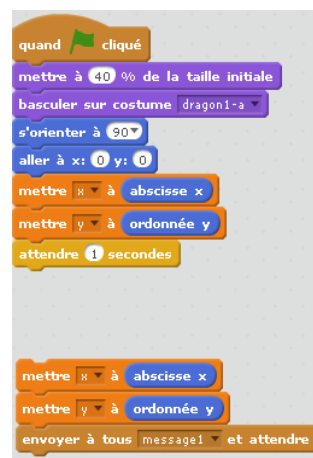 quand cliqué
mettre à 40 % de la taille initiale
basculer sur costume dragon1-a
s'orienter à 90
aller à x: 0 y: 0
mettre x à abscisse x
mettre y à ordonnée y
attendre 1 secondes
mettre x à abscisse x
mettre y à ordonnée y
envoyer à tous message1 et attendre